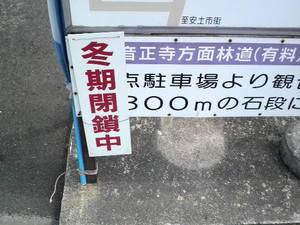 至安土市街
音正寺方面林道(有料
点駐車場より観音
300mの石段に
冬期閉鎖中